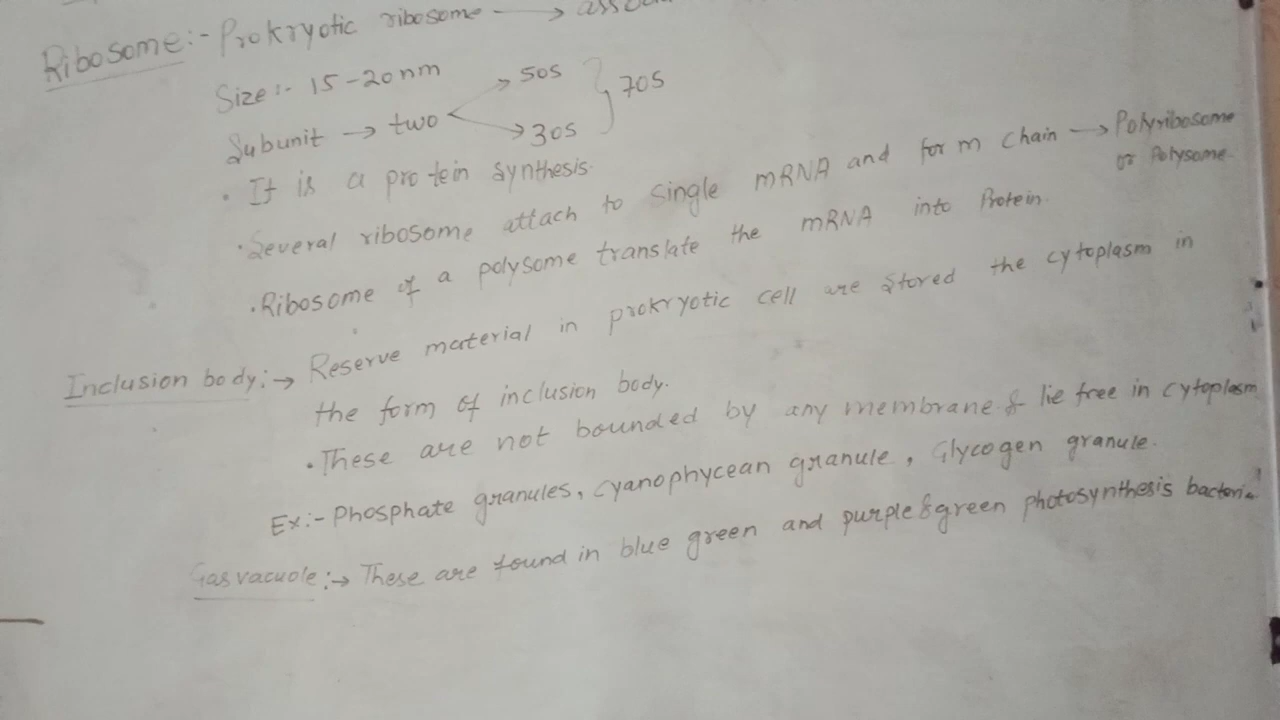 Ribosome:- Prokryotic ribosome →
Size:- 15-20nm
Subunit → two → 50S → 30S } 70S
• It is a protein synthesis.
• Several ribosome attach to single mRNA and form chain → Polyribosome
or Polysome.
• Ribosome of a polysome translate the mRNA into Protein.
Inclusion body:→ Reserve material in prokryotic cell are stored the cytoplasm in
the form of inclusion body.
• These are not bounded by any membrane & lie free in cytoplasm
Ex:- Phosphate granules, cyanophycean granule, Glycogen granule.
Gas vacuole:→ These are found in blue green and purple & green photosynthesis bacteria